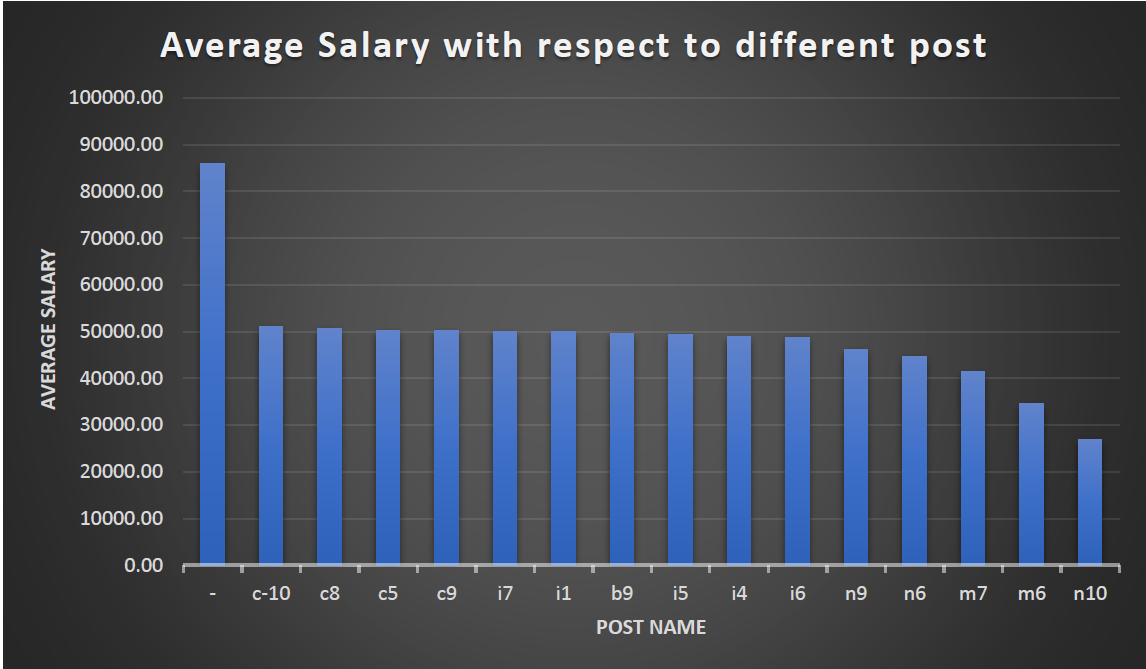 Average Salary with respect to different post
100000.00
90000.00
80000.00
70000.00
60000.00
50000.00
40000.00
30000.00
20000.00
10000.00
0.00
AVERAGE SALARY
- c-10 c8 c5 c9 i7 i1 b9 i5 i4 i6 n9 n6 m7 m6 n10
POST NAME